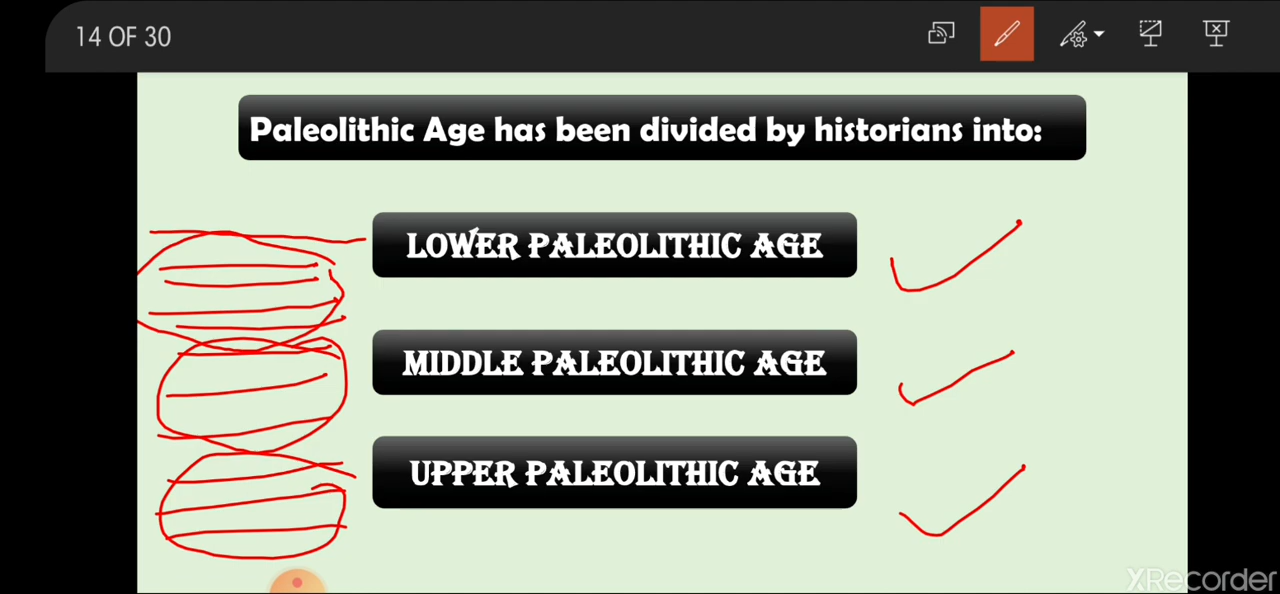 14 OF 30
Paleolithic Age has been divided by historians into:
LOWER PALEOLITHIC AGE
MIDDLE PALEOLITHIC AGE
UPPER PALEOLITHIC AGE
XRecorder